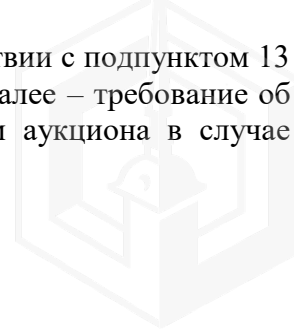 твии с подпунктом 13
алее – требование об
и аукциона в случае